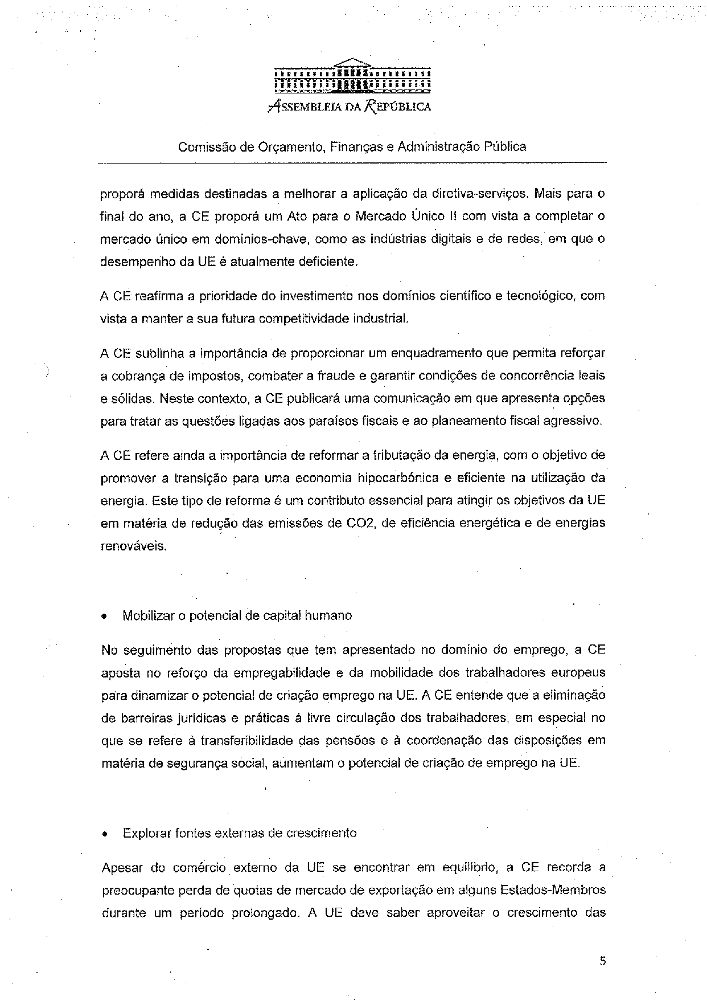 ASSEMBLEIA DA REPÚBLICA
Comissão de Orçamento, Finanças e Administração Pública
proporá medidas destinadas a melhorar a aplicação da diretiva-serviços. Mais para o
final do ano, a CE proporá um Ato para o Mercado Único II com vista a completar o
mercado único em domínios-chave, como as indústrias digitais e de redes, em que o
desempenho da UE é atualmente deficiente.
A CE reafirma a prioridade do investimento nos domínios científico e tecnológico, com
vista a manter a sua futura competitividade industrial.
A CE sublinha a importância de proporcionar um enquadramento que permita reforçar
a cobrança de impostos, combater a fraude e garantir condições de concorrência leais
e sólidas. Neste contexto, a CE publicará uma comunicação em que apresenta opções
para tratar as questões ligadas aos paraísos fiscais e ao planeamento fiscal agressivo.
A CE refere ainda a importância de reformar a tributação da energia, com o objetivo de
promover a transição para uma economia hipocarbónica e eficiente na utilização da
energia. Este tipo de reforma é um contributo essencial para atingir os objetivos da UE
em matéria de redução das emissões de CO2, de eficiência energética e de energias
renováveis.
• Mobilizar o potencial de capital humano
No seguimento das propostas que tem apresentado no domínio do emprego, a CE
aposta no reforço da empregabilidade e da mobilidade dos trabalhadores europeus
para dinamizar o potencial de criação emprego na UE. A CE entende que a eliminação
de barreiras jurídicas e práticas à livre circulação dos trabalhadores, em especial no
que se refere à transferibilidade das pensões e à coordenação das disposições em
matéria de segurança social, aumentam o potencial de criação de emprego na UE.
• Explorar fontes externas de crescimento
Apesar do comércio externo da UE se encontrar em equilíbrio, a CE recorda a
preocupante perda de quotas de mercado de exportação em alguns Estados-Membros
durante um período prolongado. A UE deve saber aproveitar o crescimento das
5